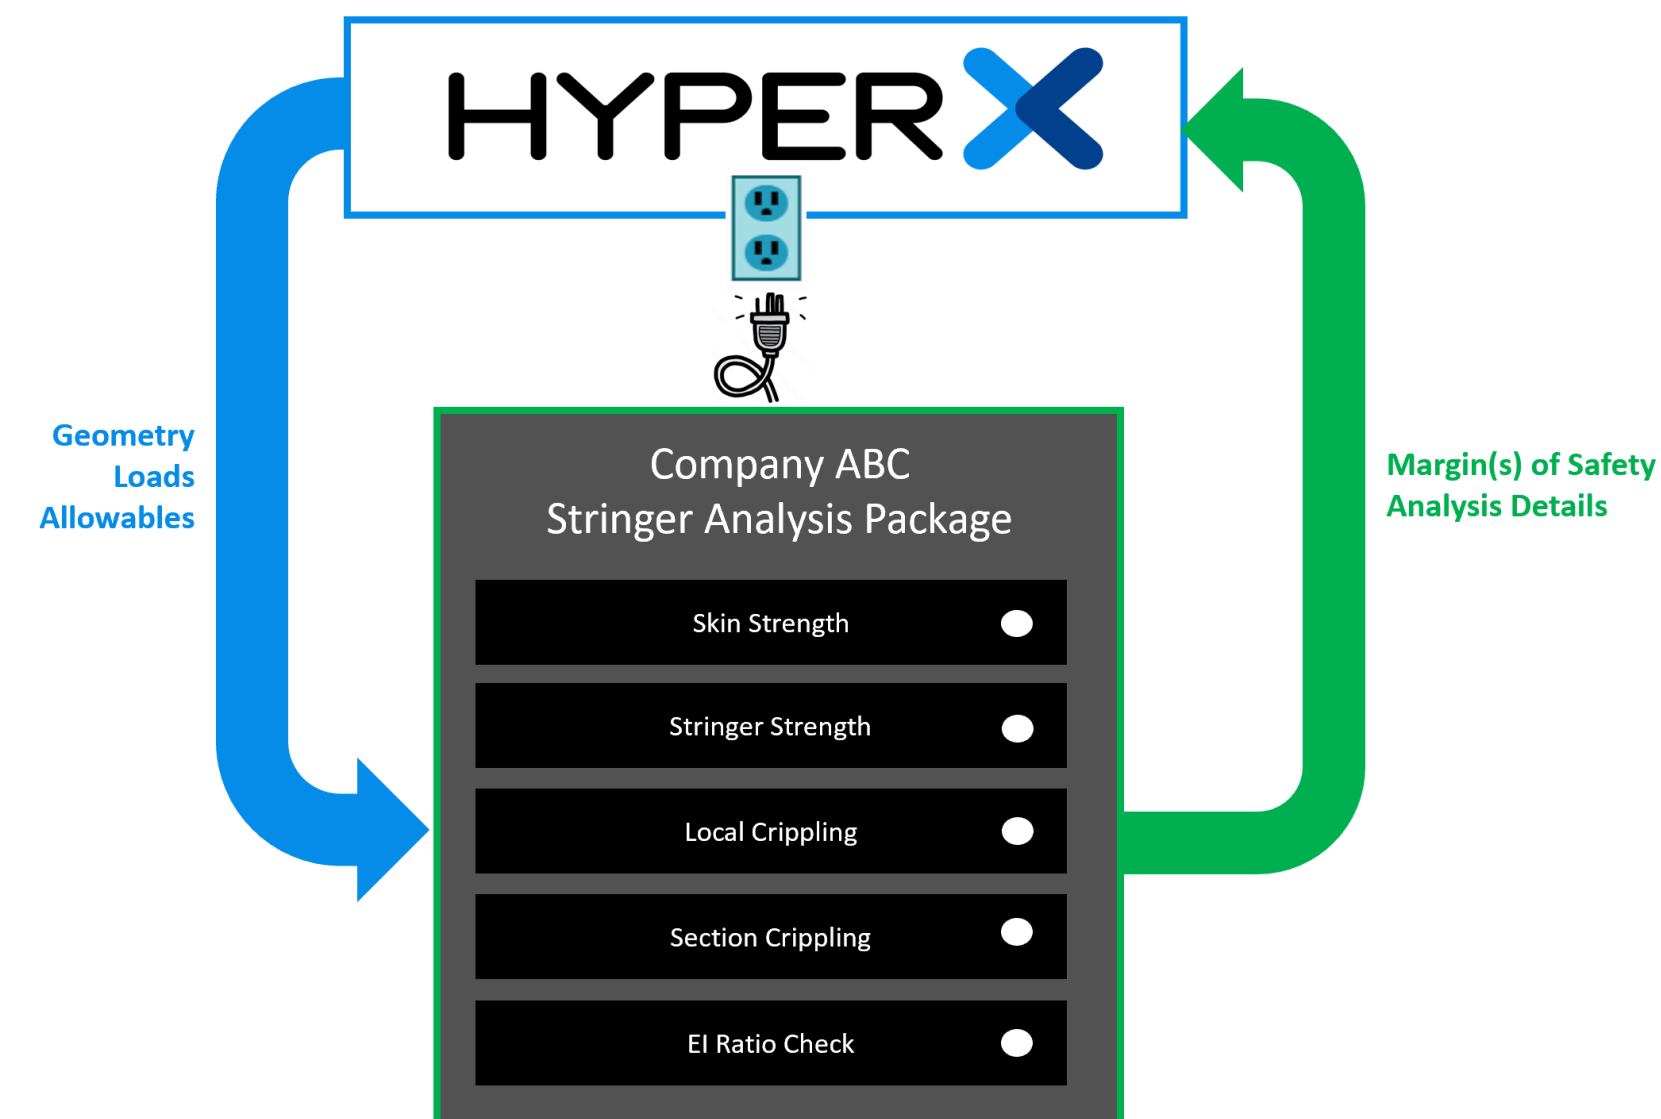 HYPERX
Geometry
Loads
Allowables
Company ABC
Stringer Analysis Package
Skin Strength
Stringer Strength
Local Crippling
Section Crippling
EI Ratio Check
Margin(s) of Safety
Analysis Details